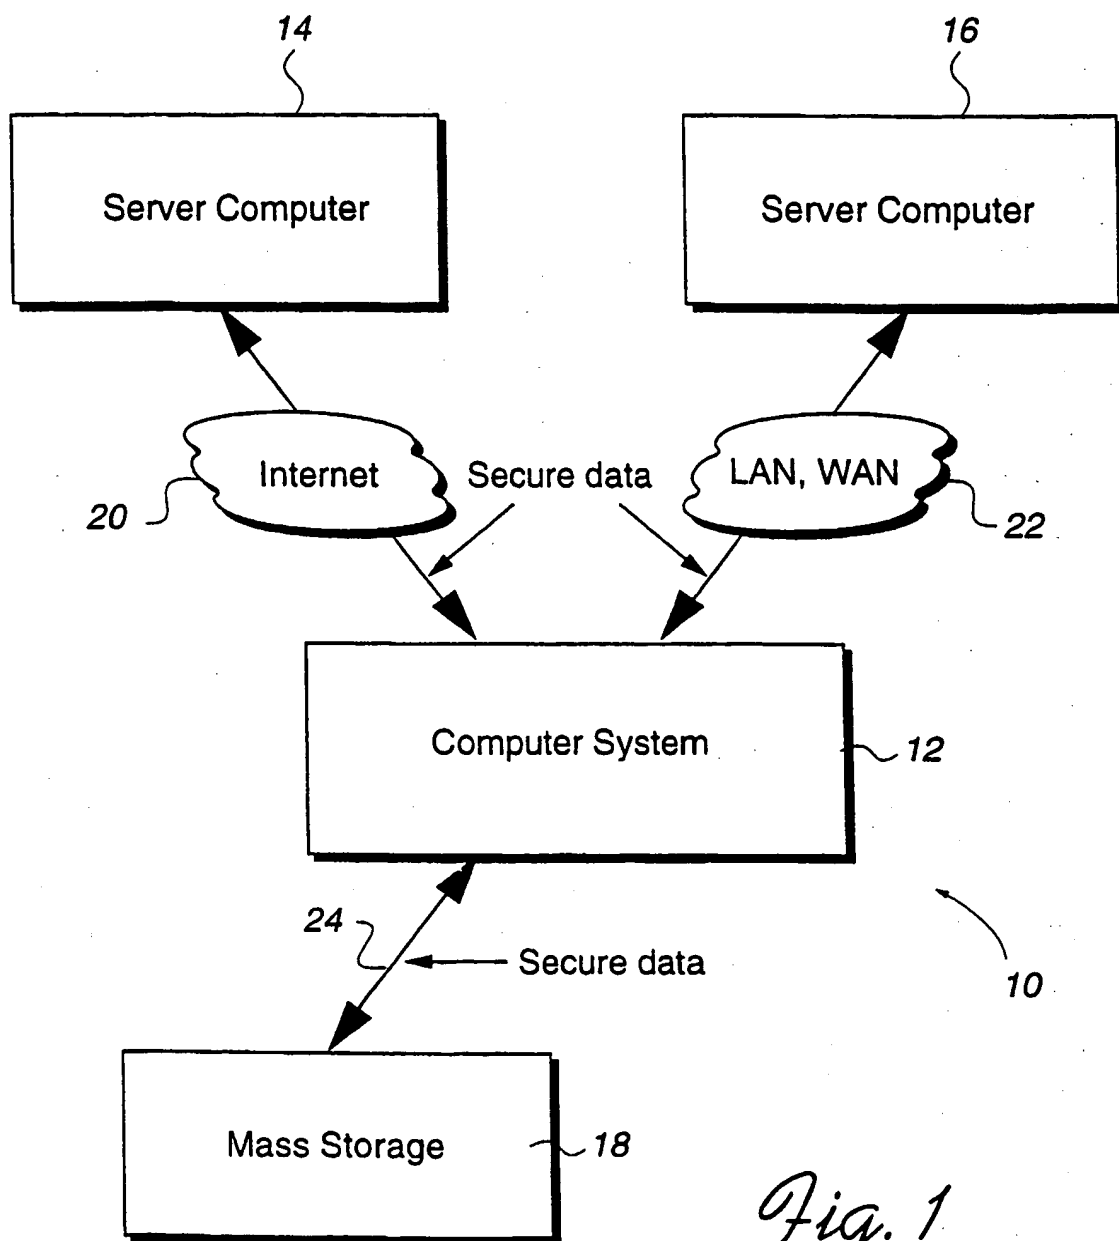 14
16
Server Computer
Server Computer
Internet
Secure data
LAN, WAN
20
22
Computer System
12
24
Secure data
10
Mass Storage
18
Fig. 1